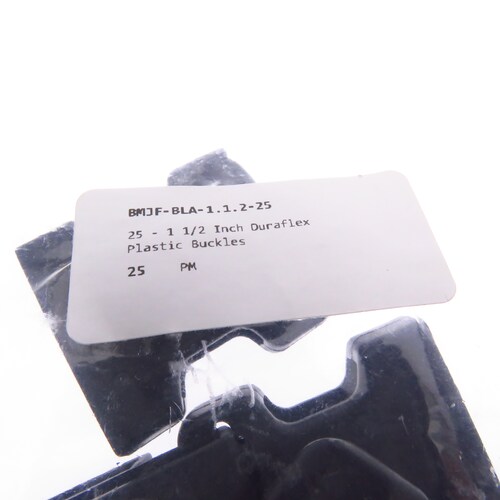 BMJF-BLA-1.1.2-25
25 - 1 1/2 Inch Duraflex
Plastic Buckles
25 PM